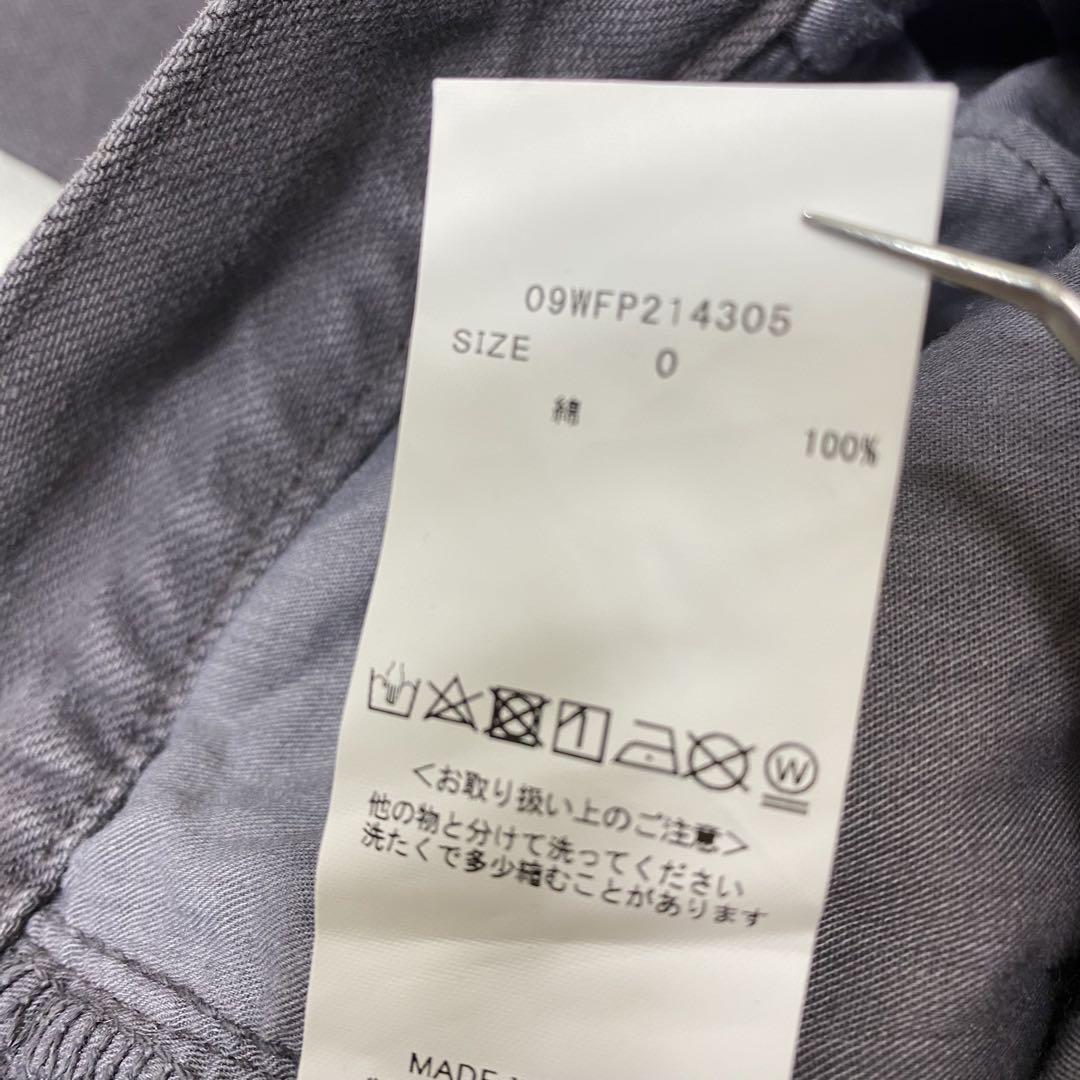 09WFP214305
SIZE 0
綿 100%
W
<お取り扱い上のご注意>
他の物と分けて洗ってください
洗たくで多少縮むことがあります
MADE